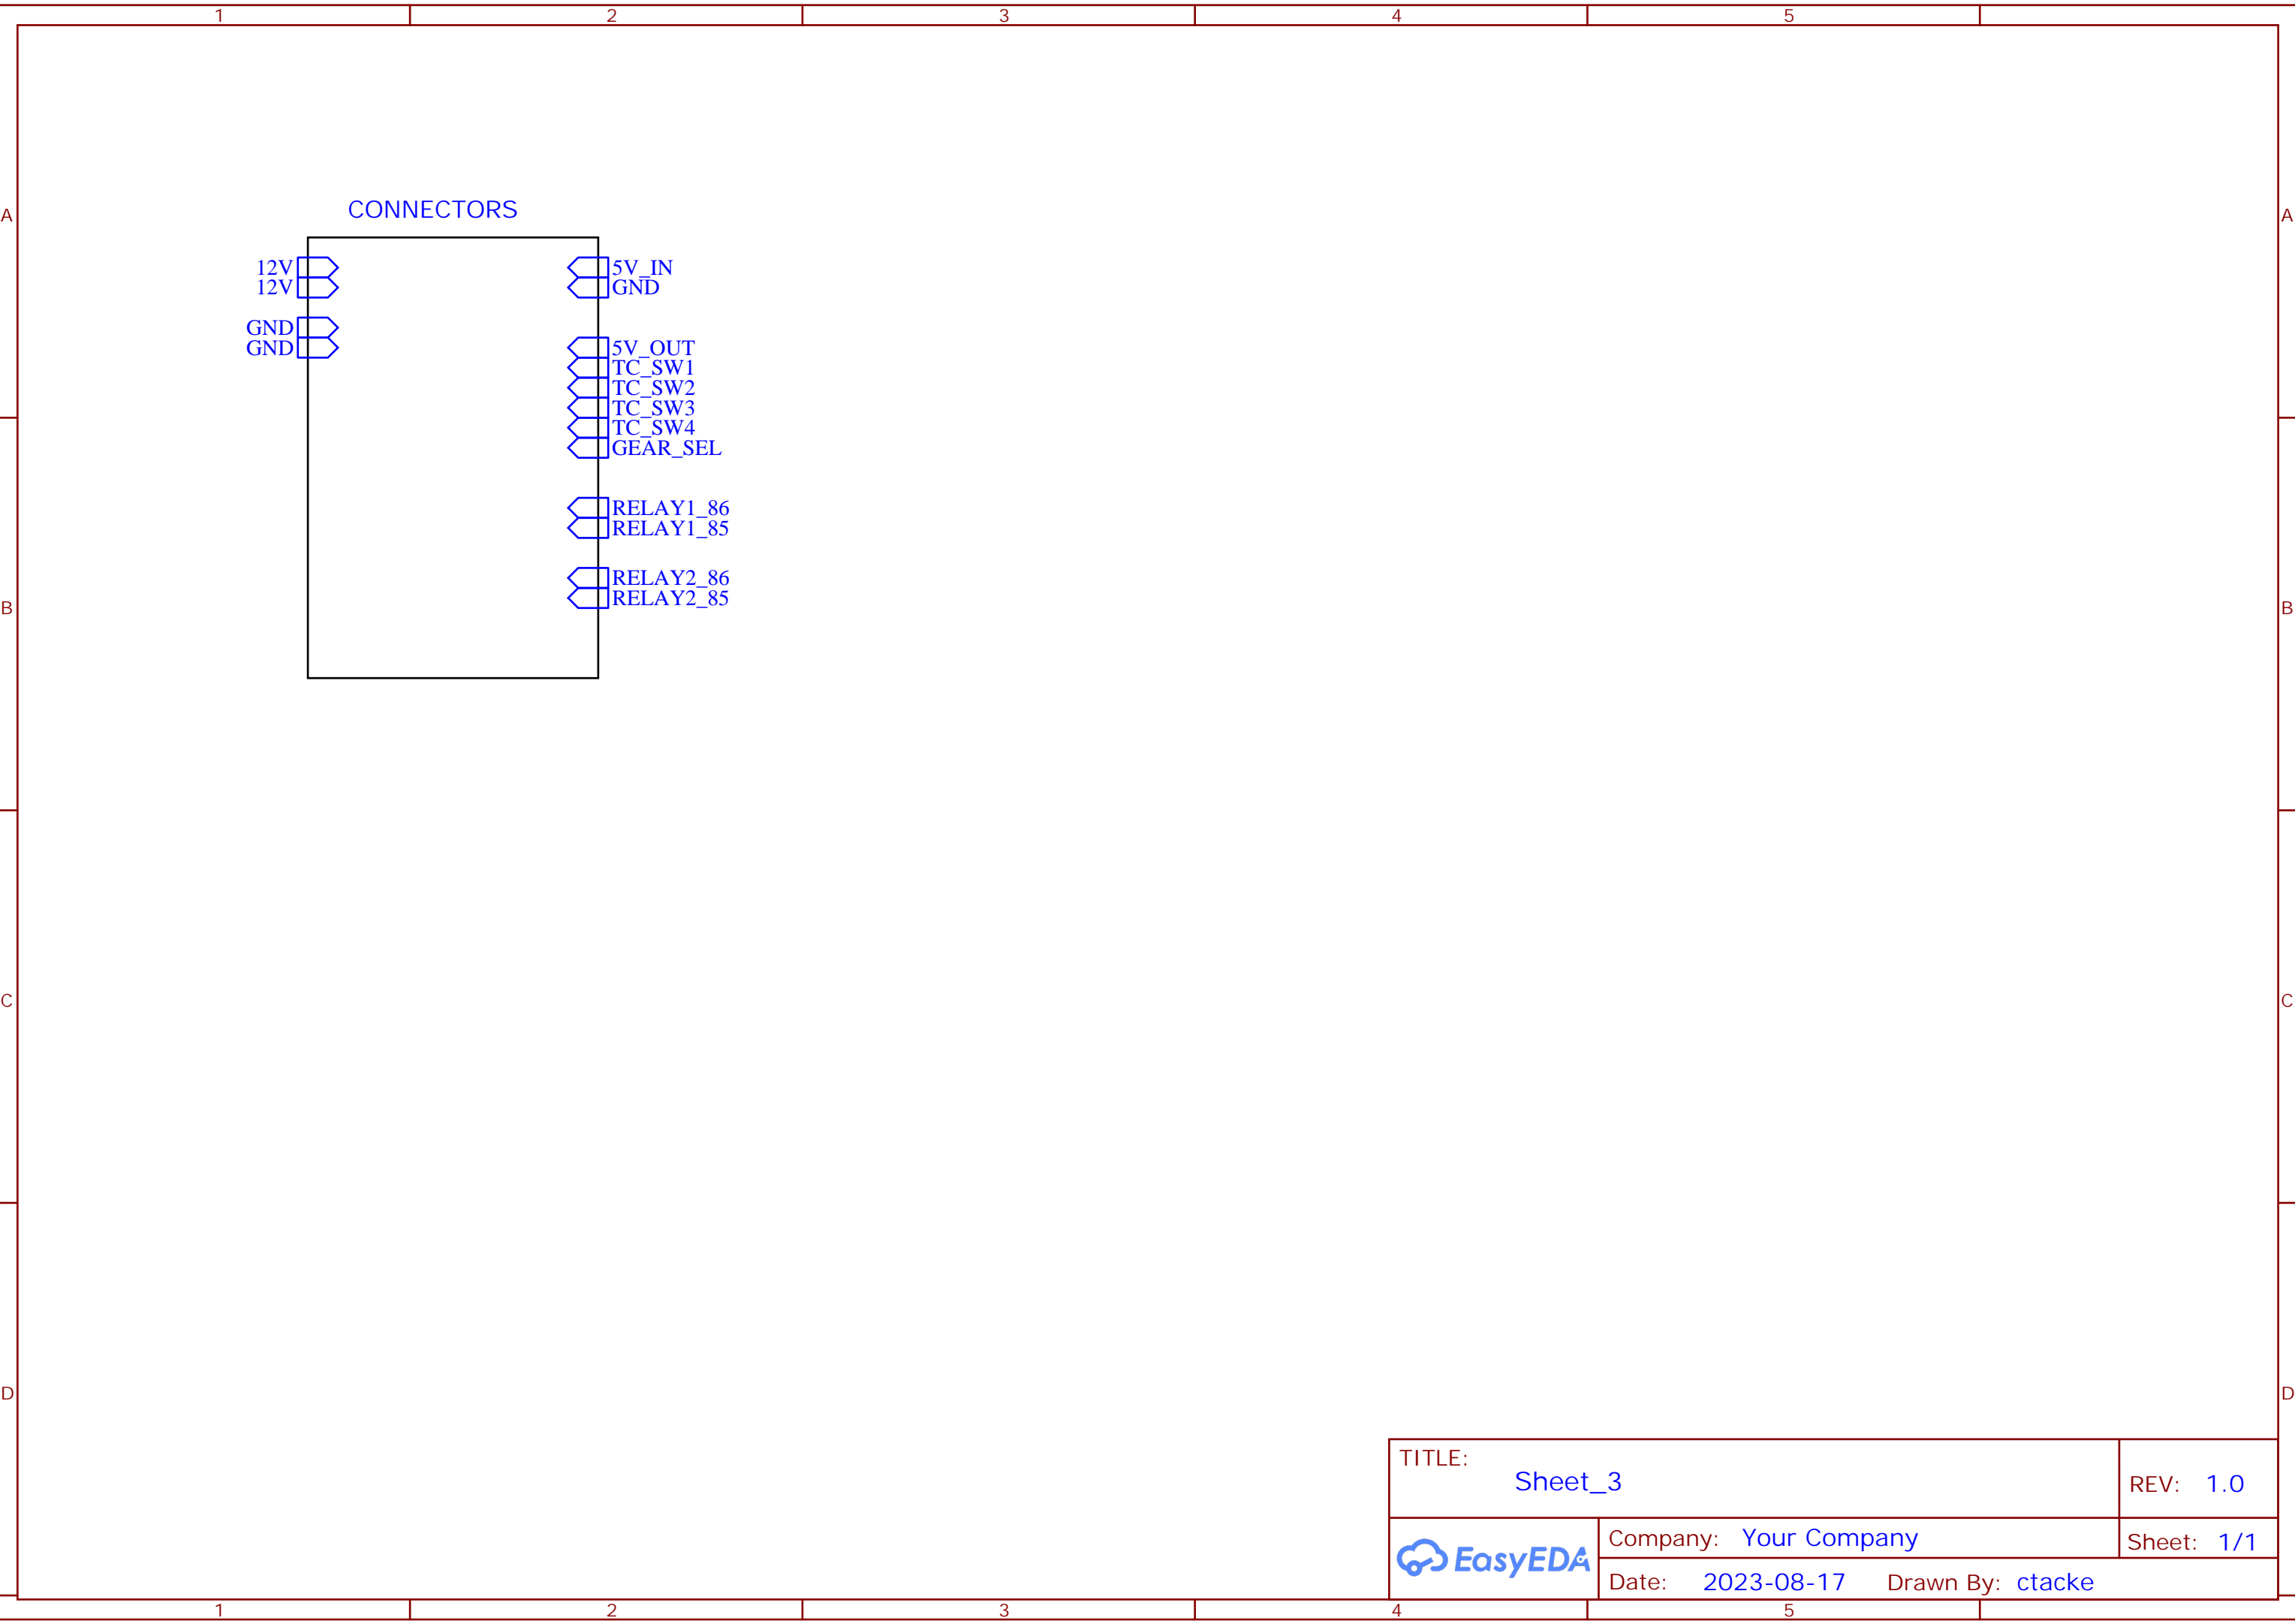 1 2 3 4 5
A A
CONNECTORS
12V 5V_IN
12V GND
GND
GND 5V_OUT
TC_SW1
TC_SW2
TC_SW3
TC_SW4
GEAR_SEL
RELAY1_86
RELAY1_85
RELAY2_86
RELAY2_85
B B
C C
D D
TITLE:
Sheet_3
REV: 1.0
EasyEDA
Company: Your Company
Sheet: 1/1
Date: 2023-08-17 Drawn By: ctacke
1 2 3 4 5